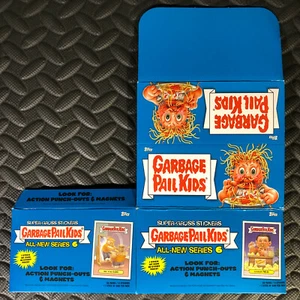 GARBAGE
PAIL KIDS
Topps
Topps
GARBAGE
PAIL KIDS
LOOK FOR:
ACTION PUNCH-OUTS
& MAGNETS
SUPER-GROSS STICKERS
Topps
GARBAGE PAIL KIDS
ALL-NEW SERIES 6
LOOK FOR:
ACTION PUNCH-OUTS
& MAGNETS
SUPER-GROSS STICKERS
Topps
GARBAGE PAIL KIDS
ALL-NEW SERIES 6
LOOK FOR:
ACTION PUNCH-OUTS
& MAGNETS